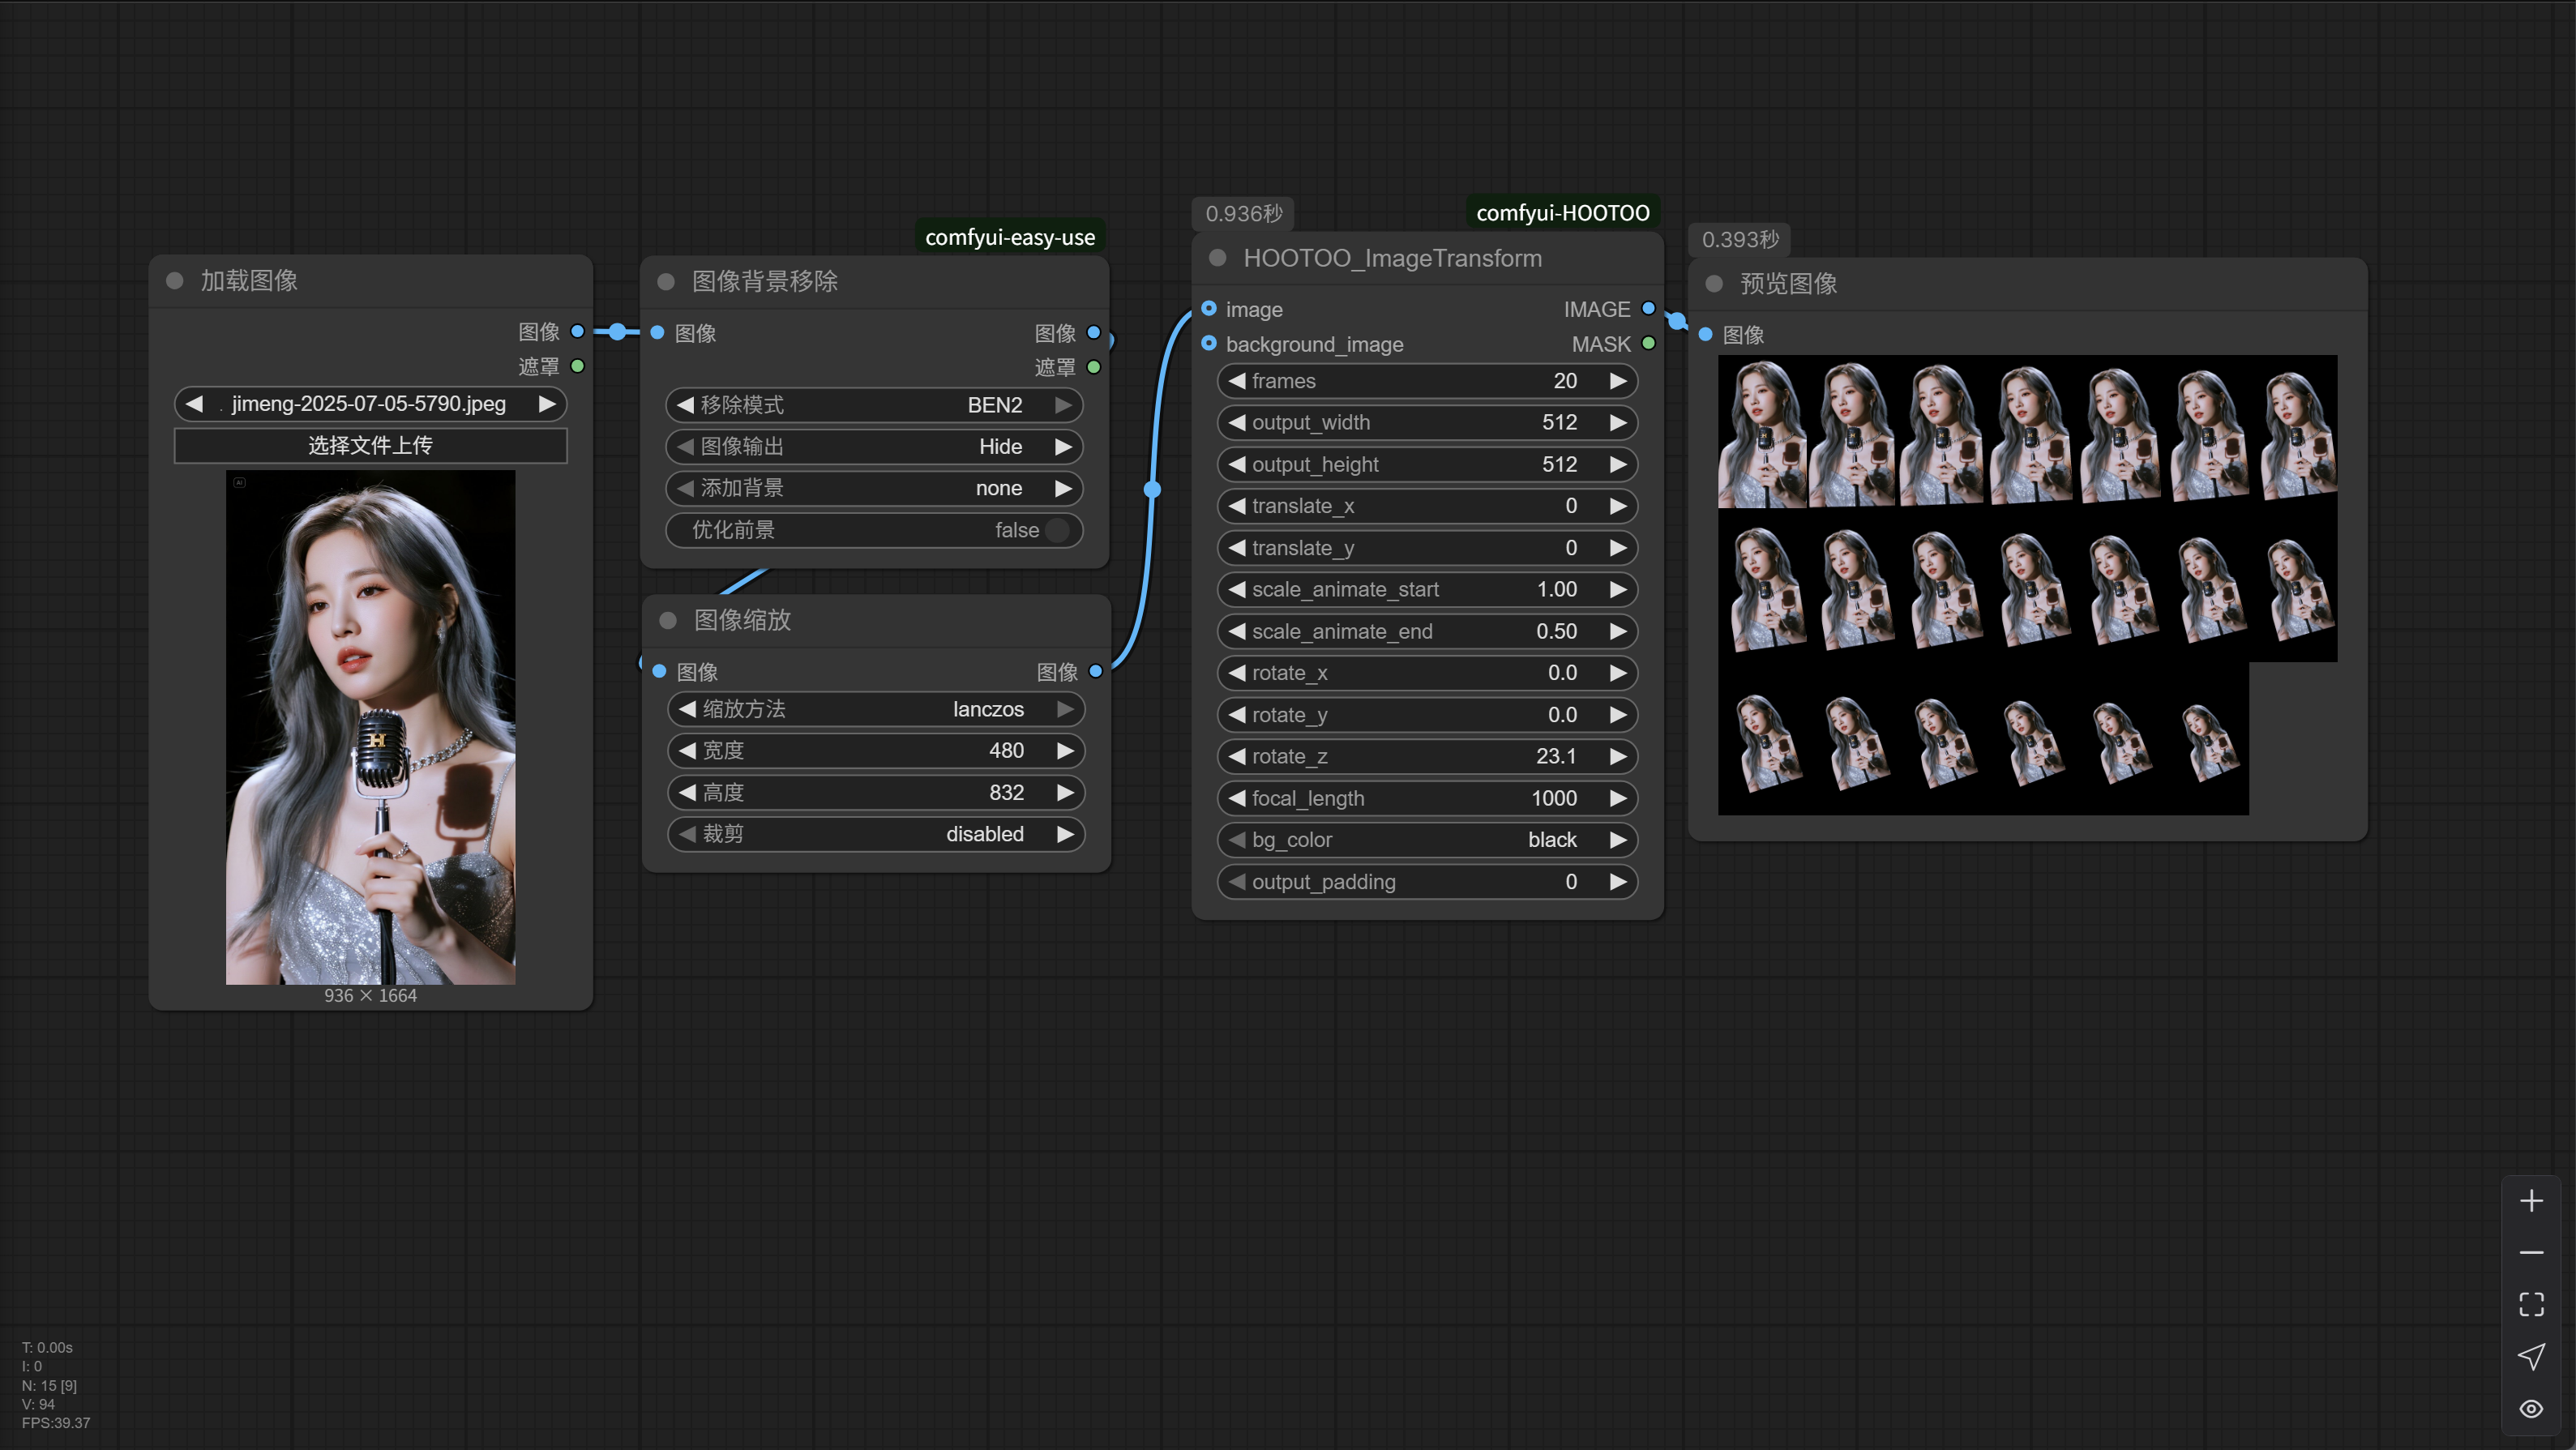 加载图像
图像
遮罩
jimeng-2025-07-05-5790.jpeg
选择文件上传
AI
H
936 × 1664
comfyui-easy-use
图像背景移除
图像 图像
遮罩
移除模式 BEN2
图像输出 Hide
添加背景 none
优化前景 false
图像缩放
图像 图像
缩放方法 lanczos
宽度 480
高度 832
裁剪 disabled
0.936秒 comfyui-HOOTOO
HOOTOO_ImageTransform
image IMAGE
background_image MASK
frames 20
output_width 512
output_height 512
translate_x 0
translate_y 0
scale_animate_start 1.00
scale_animate_end 0.50
rotate_x 0.0
rotate_y 0.0
rotate_z 23.1
focal_length 1000
bg_color black
output_padding 0
0.393秒
预览图像
图像
T: 0.00s
I: 0
N: 15 [9]
V: 94
FPS:39.37